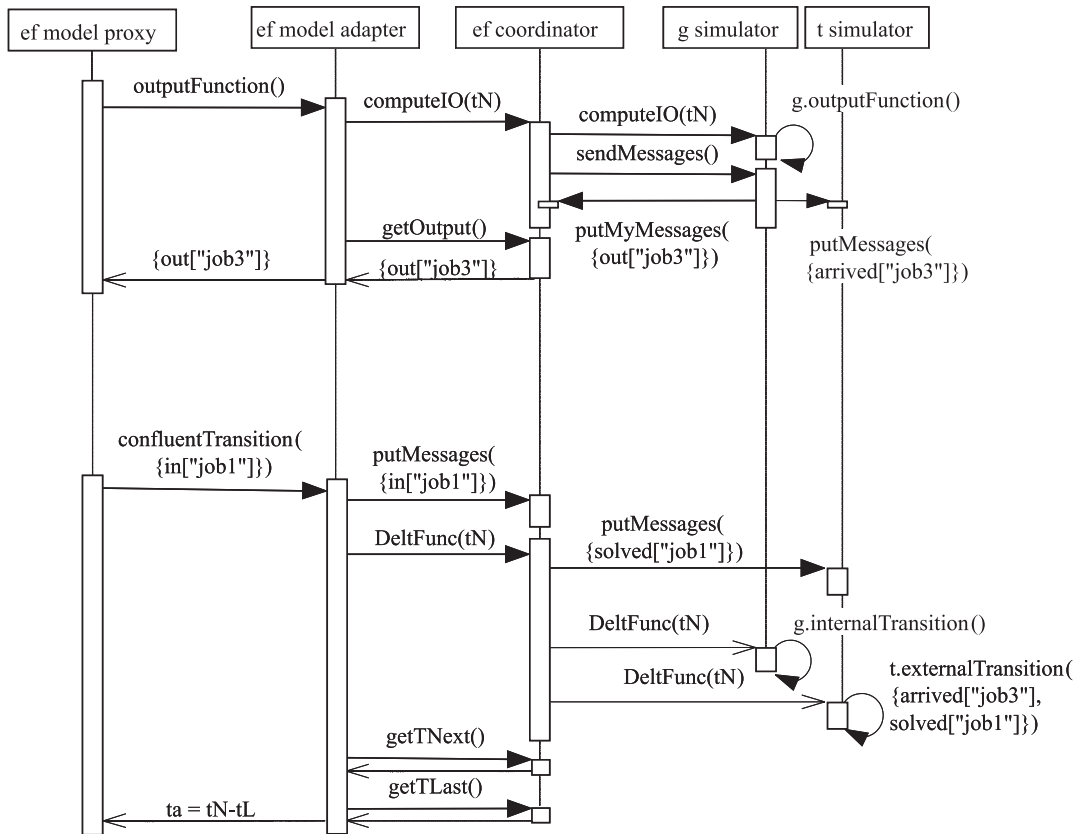 ef model proxy
ef model adapter
ef coordinator
g simulator
t simulator
outputFunction()
computeIO(tN)
computeIO(tN)
g.outputFunction()
sendMessages()
getOutput()
putMyMessages(
{out["job3"]})
putMessages(
{arrived["job3"]})
{out["job3"]}
{out["job3"]}
confluentTransition(
{in["job1"]})
putMessages(
{in["job1"]})
DeltFunc(tN)
putMessages(
{solved["job1"]})
DeltFunc(tN)
g.internalTransition()
DeltFunc(tN)
t.externalTransition(
{arrived["job3"],
solved["job1"]})
getTNext()
getTLast()
ta = tN-tL